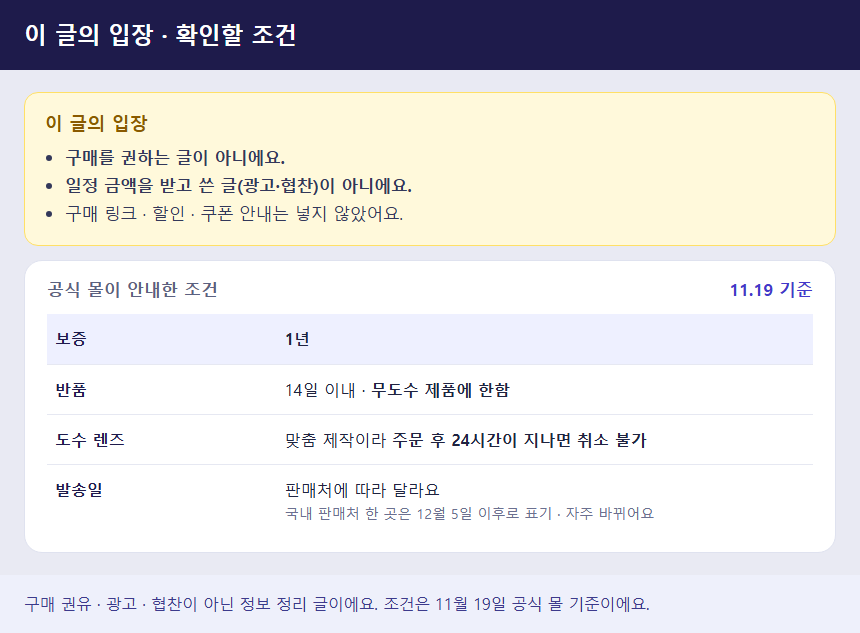 이 글의 입장 · 확인할 조건
이 글의 입장
• 구매를 권하는 글이 아니에요.
• 일정 금액을 받고 쓴 글(광고·협찬)이 아니에요.
• 구매 링크 · 할인 · 쿠폰 안내는 넣지 않았어요.
공식 몰이 안내한 조건 11.19 기준
보증 1년
반품 14일 이내 · 무도수 제품에 한함
도수 렌즈 맞춤 제작이라 주문 후 24시간이 지나면 취소 불가
발송일 판매처에 따라 달라요
국내 판매처 한 곳은 12월 5일 이후로 표기 · 자주 바뀌어요
구매 권유 · 광고 · 협찬이 아닌 정보 정리 글이에요. 조건은 11월 19일 공식 몰 기준이에요.